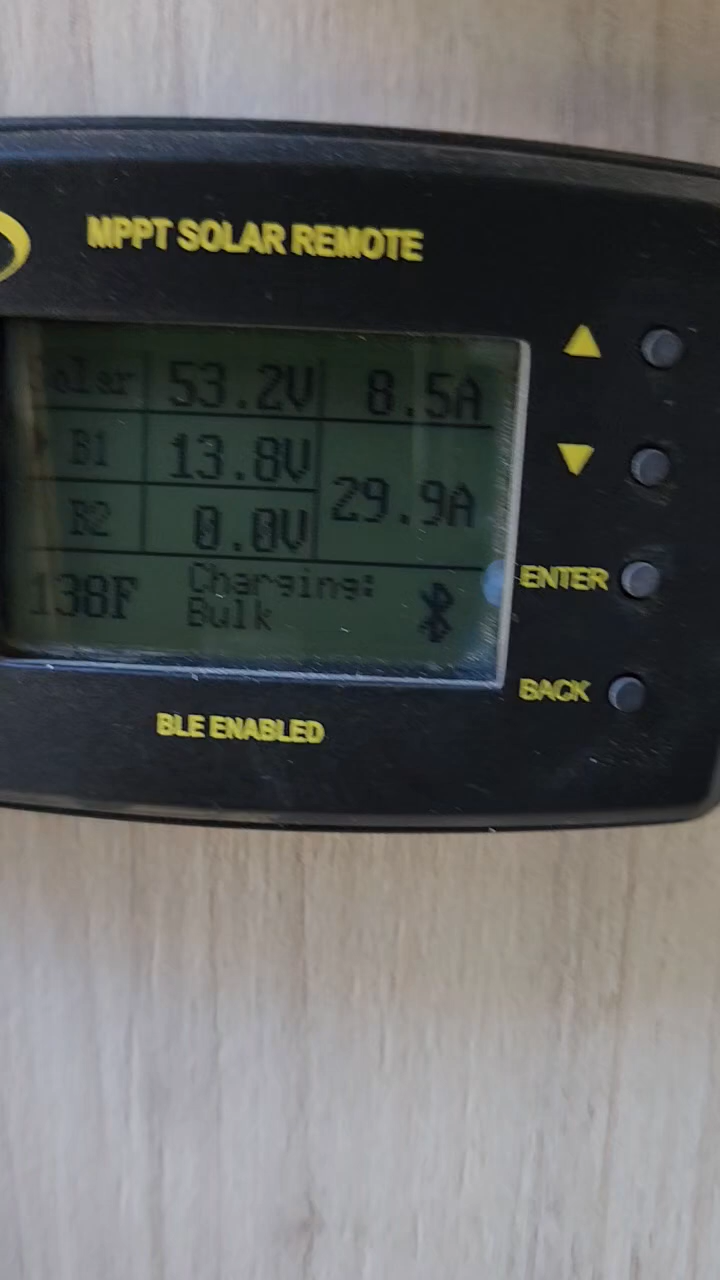 MPPT SOLAR REMOTE
Solar 53.2V 8.5A
B1 13.8V
29.9A
B2 0.0V
138F Charging:
Bulk
ENTER
BACK
BLE ENABLED